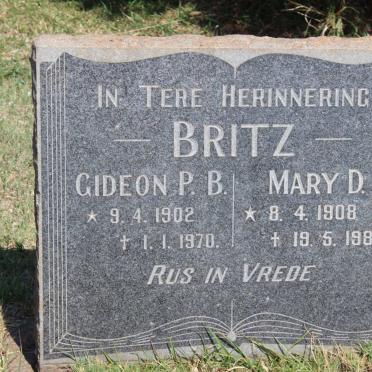 In Tere Herinnering
— Britz —
Gideon P. B. Mary D.
★ 9. 4. 1902 ★ 8. 4. 1908
✝ 1. 1. 1970. ✝ 19. 5. 198
Rus in Vrede